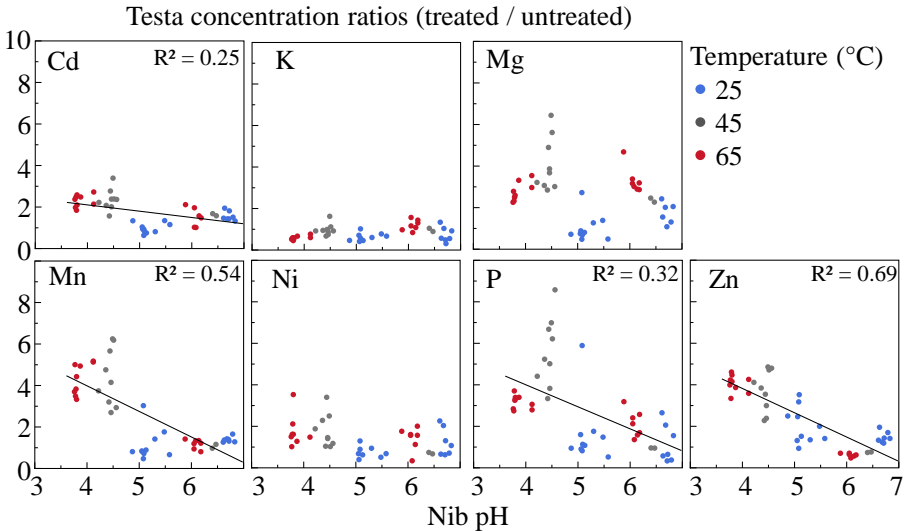 Testa concentration ratios (treated / untreated)
10
8
6
4
2
0
Cd
R² = 0.25
K
Mg
Temperature (°C)
25
45
65
8
6
4
2
0
Mn
R² = 0.54
Ni
P
R² = 0.32
Zn
R² = 0.69
3 4 5 6 3 4 5 6 3 4 5 6 3 4 5 6 7
Nib pH